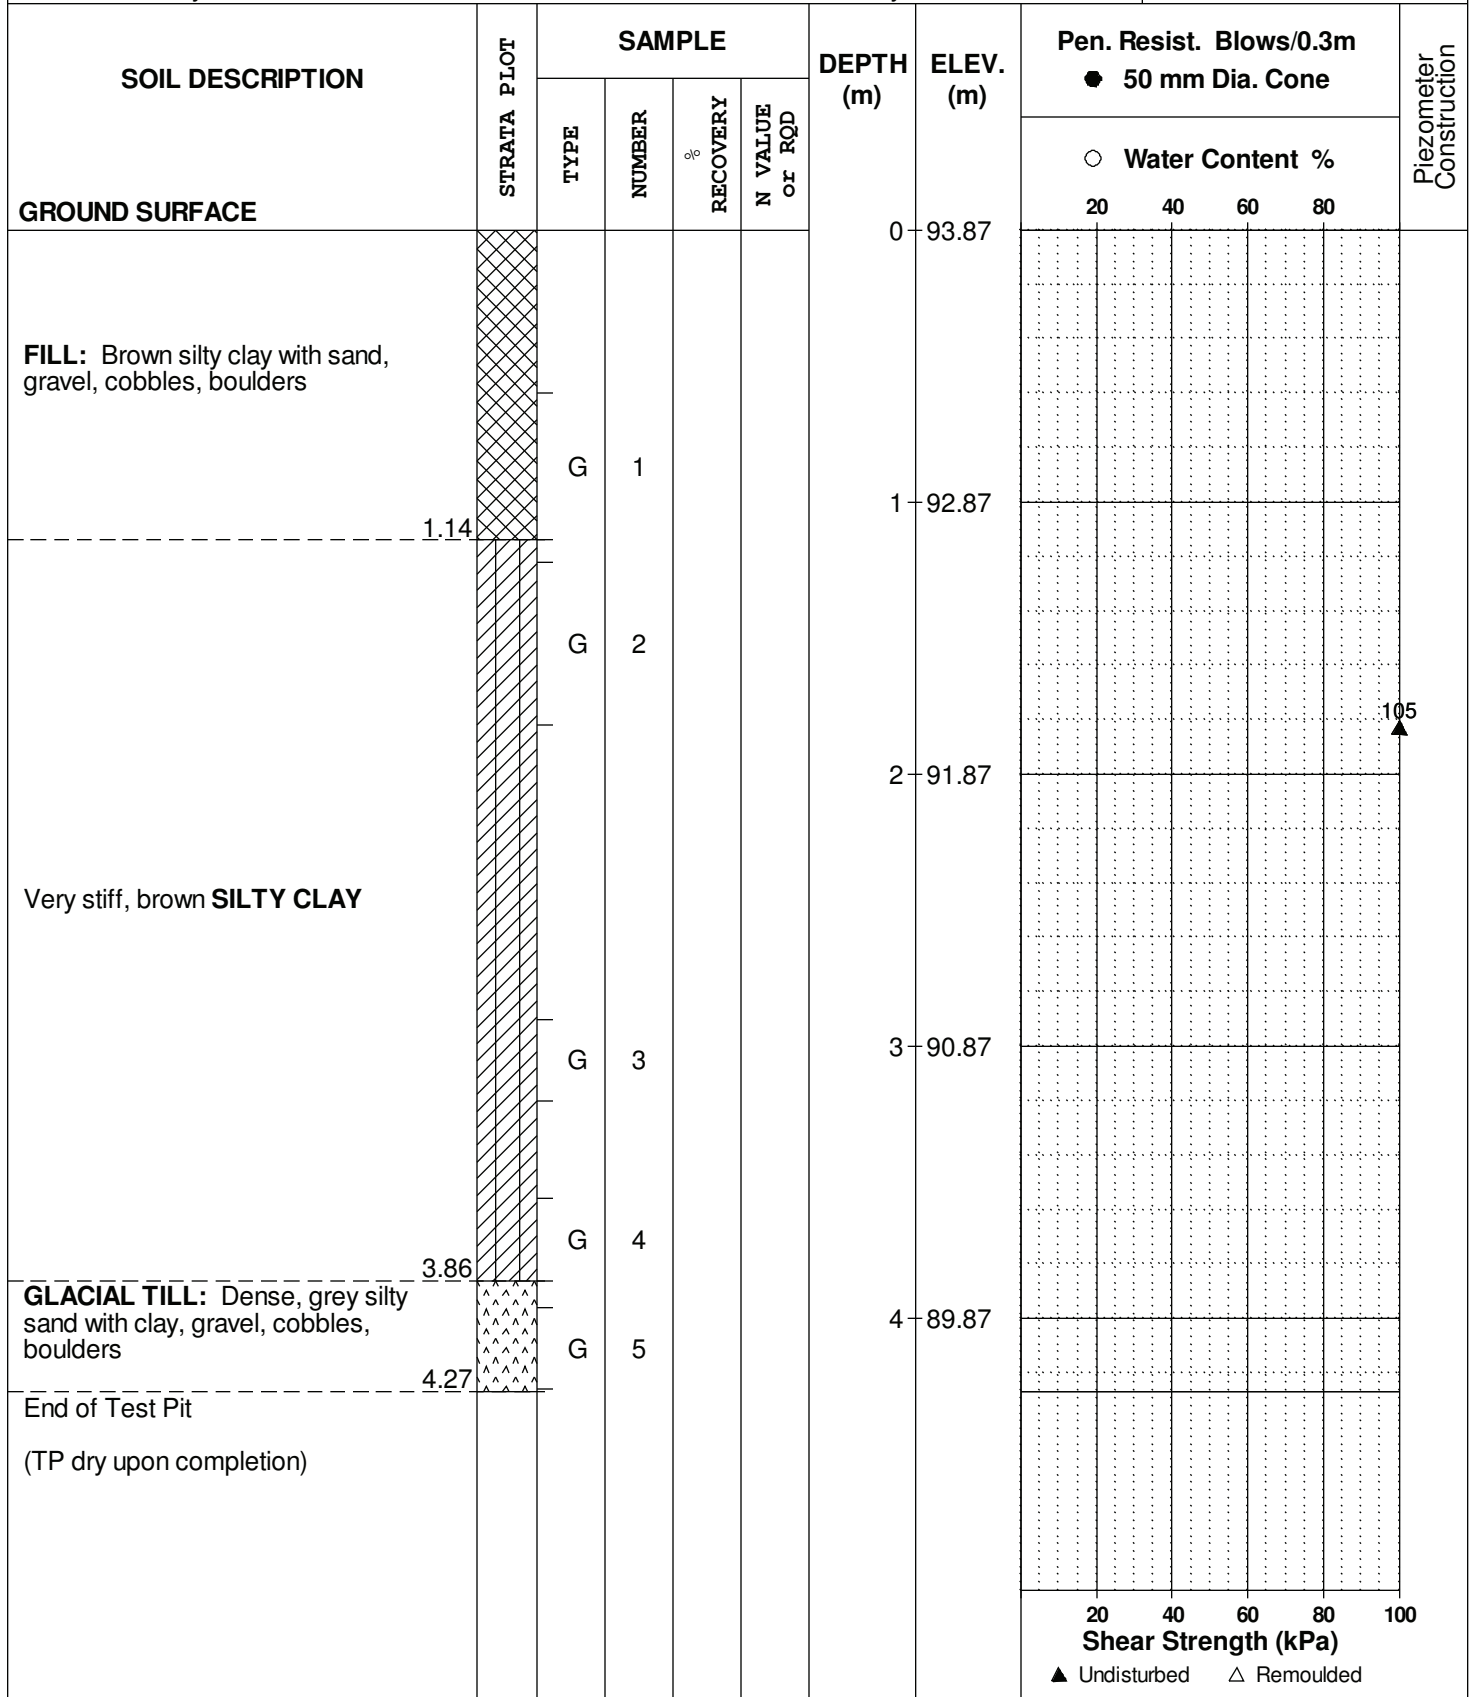 SOIL DESCRIPTION
GROUND SURFACE
STRATA PLOT
SAMPLE
TYPE
NUMBER
%
RECOVERY
N VALUE
or RQD
DEPTH
(m)
ELEV.
(m)
Pen. Resist. Blows/0.3m
● 50 mm Dia. Cone
○ Water Content %
20 40 60 80
Piezometer
Construction
0 93.87
FILL: Brown silty clay with sand,
gravel, cobbles, boulders
G 1
1 92.87
1.14
G 2
105
2 91.87
Very stiff, brown SILTY CLAY
G 3
3 90.87
G 4
3.86
GLACIAL TILL: Dense, grey silty
sand with clay, gravel, cobbles,
boulders
4 89.87
G 5
4.27
End of Test Pit
(TP dry upon completion)
20 40 60 80 100
Shear Strength (kPa)
▲ Undisturbed △ Remoulded